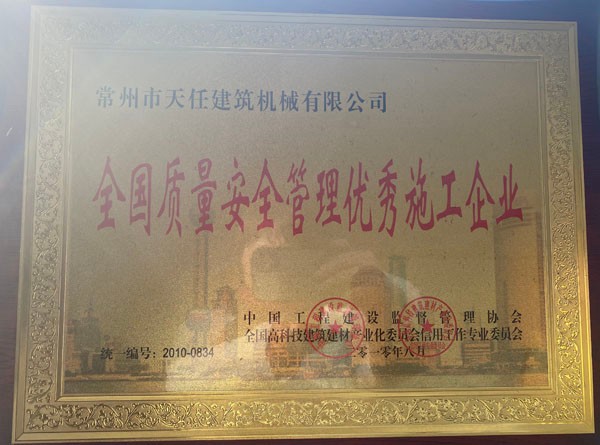 常州市天任建筑机械有限公司
全国质量安全管理优秀施工企业
中国工程建设监督管理协会
全国高科技建筑建材产业化委员会信用工作专业委员会
统一编号：2010-0834
二零一零年八月